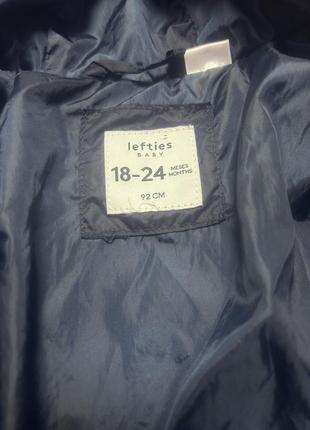 lefties
BABY
18-24 MESES
MONTHS
92 CM